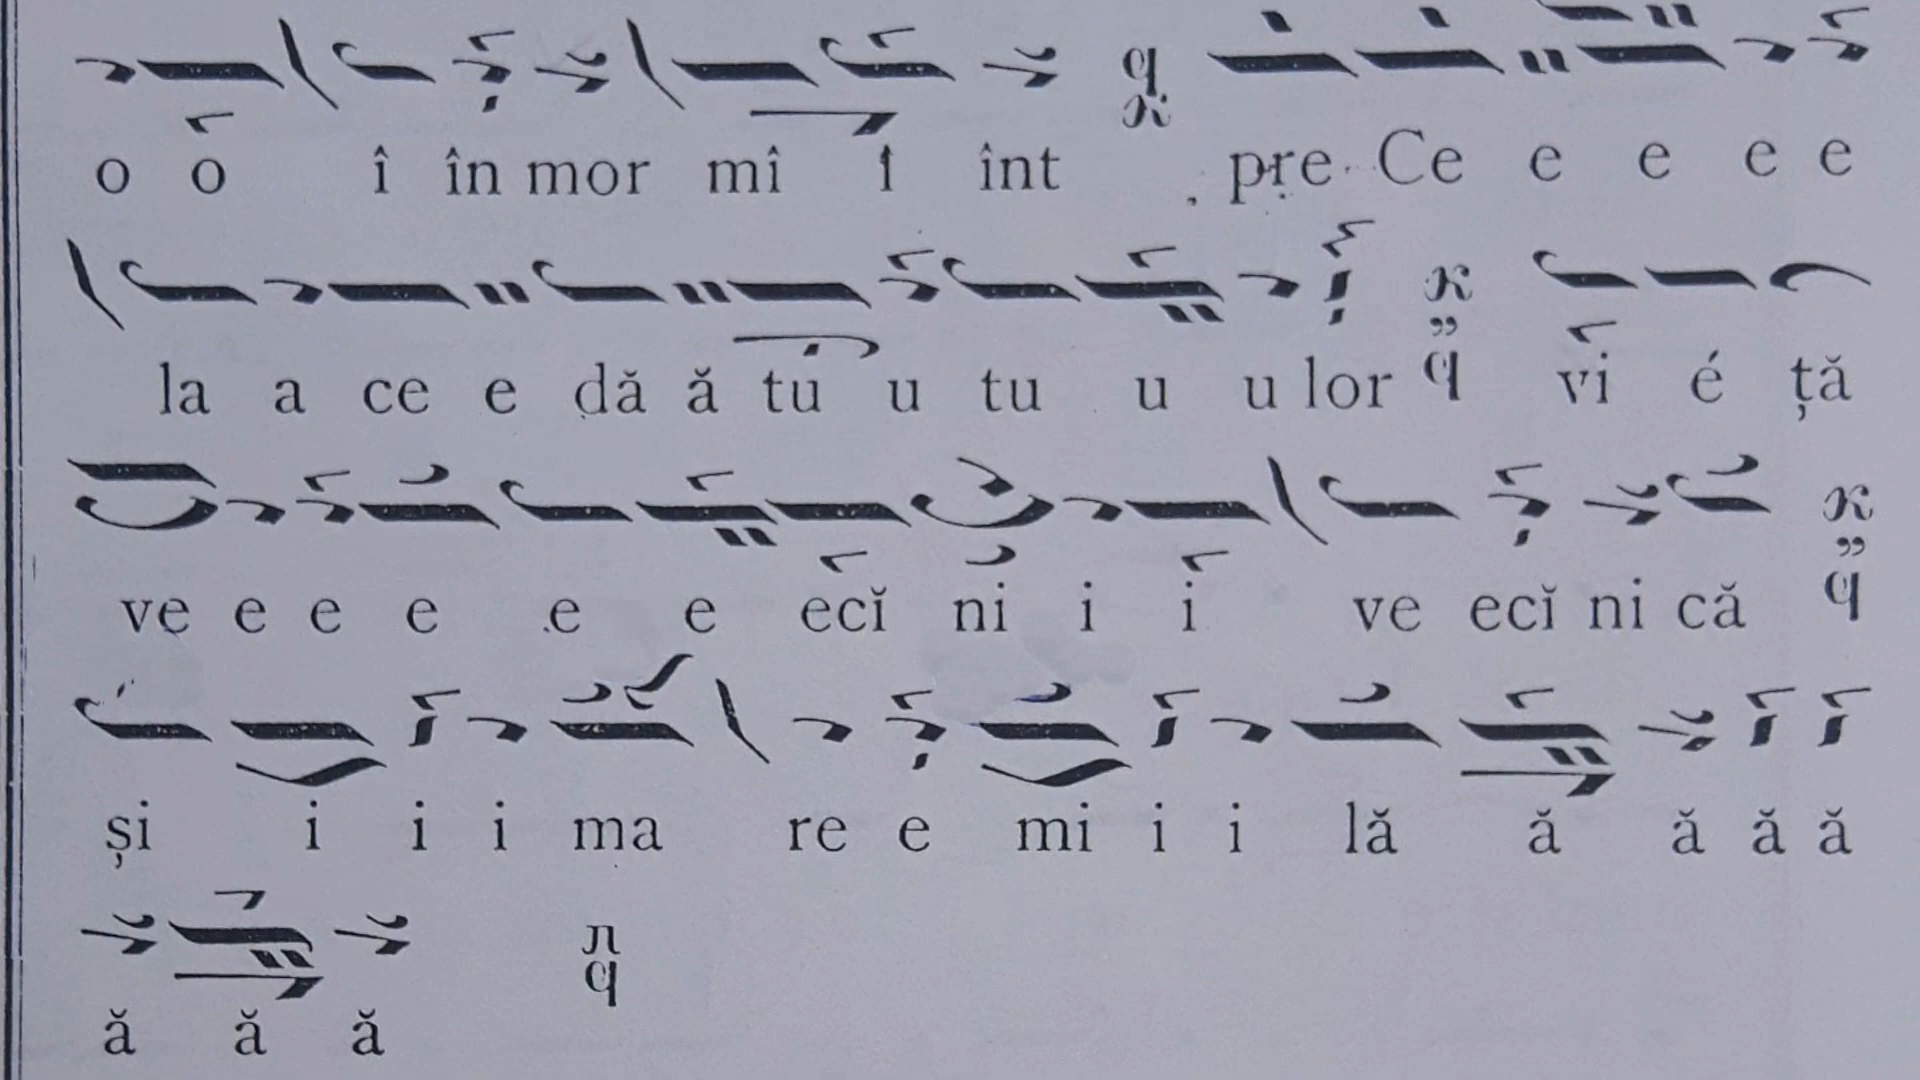 o o î în mor mî î înt pre Ce e e e e
la a ce e dă ă tu u tu u u lor vi é ță
ve e e e e e ecĭ ni i i ve ecĭ ni că
și i i i ma re e mi i i lă ă ă ă ă
ă ă ă